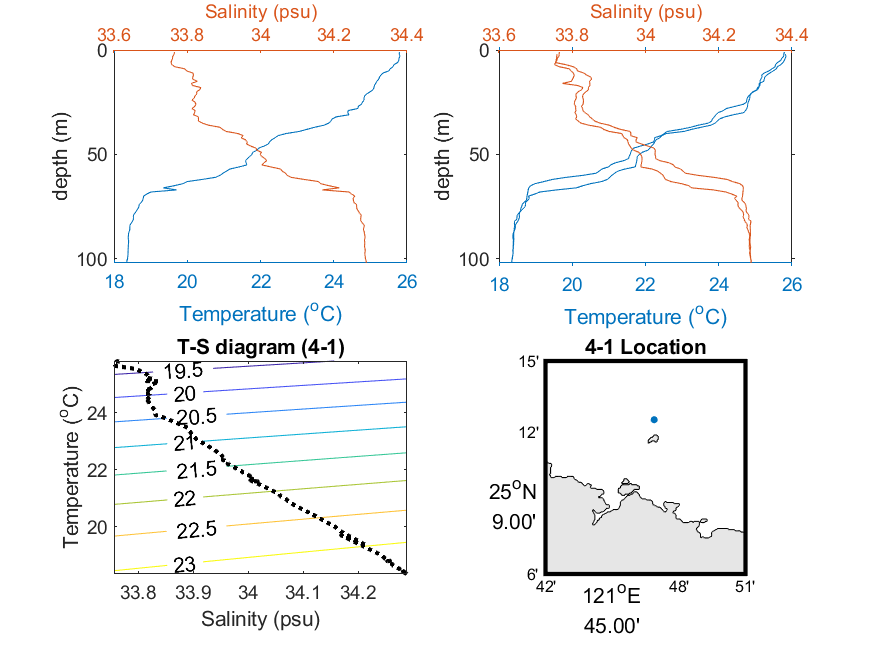 Salinity (psu)
33.6 33.8 34 34.2 34.4
0
50
100
depth (m)
18 20 22 24 26
Temperature (°C)
Salinity (psu)
33.6 33.8 34 34.2 34.4
0
50
100
depth (m)
18 20 22 24 26
Temperature (°C)
T-S diagram (4-1)
19.5
20
20.5
21
21.5
22
22.5
23
24
22
20
Temperature (°C)
33.8 33.9 34 34.1 34.2
Salinity (psu)
4-1 Location
15'
12'
25°N
9.00'
6'
42' 48' 51'
121°E
45.00'